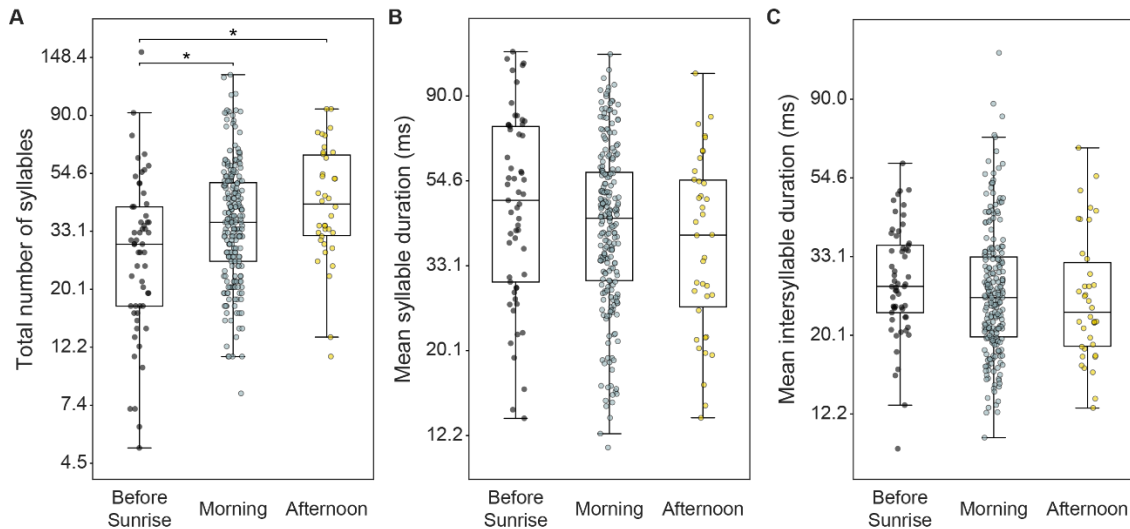 A
Total number of syllables
148.4
90.0
54.6
33.1
20.1
12.2
7.4
4.5
*
*
Before
Sunrise
Morning
Afternoon
B
Mean syllable duration (ms)
90.0
54.6
33.1
20.1
12.2
Before
Sunrise
Morning
Afternoon
C
Mean intersyllable duration (ms)
90.0
54.6
33.1
20.1
12.2
Before
Sunrise
Morning
Afternoon